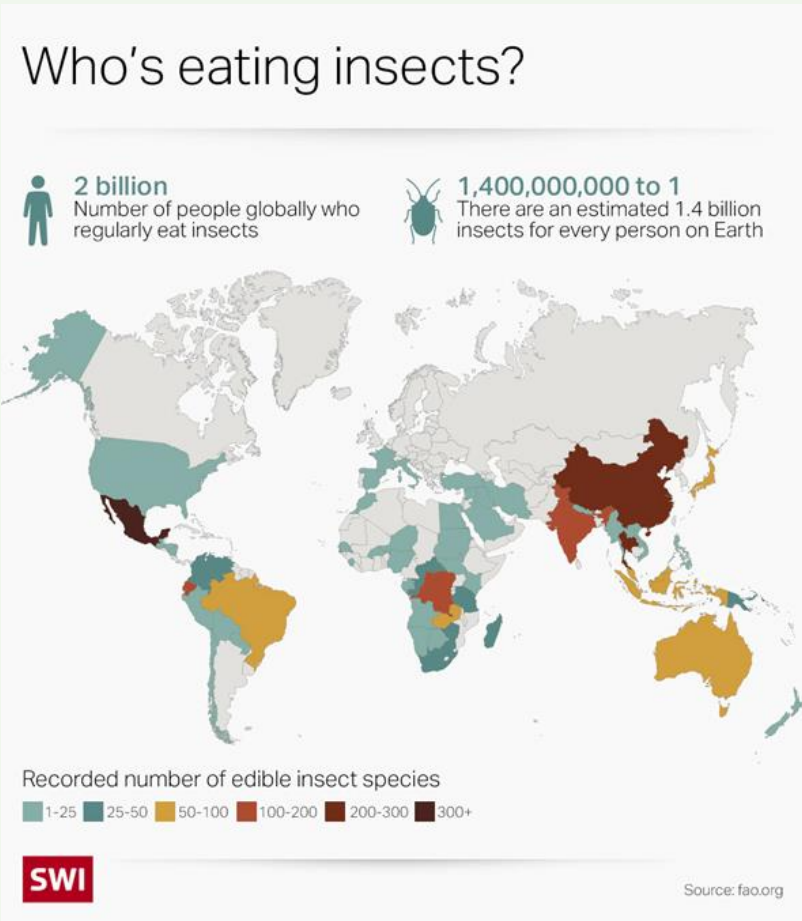 Who's eating insects?
2 billion
Number of people globally who
regularly eat insects
1,400,000,000 to 1
There are an estimated 1.4 billion
insects for every person on Earth
Recorded number of edible insect species
1-25 25-50 50-100 100-200 200-300 300+
SWI
Source: fao.org